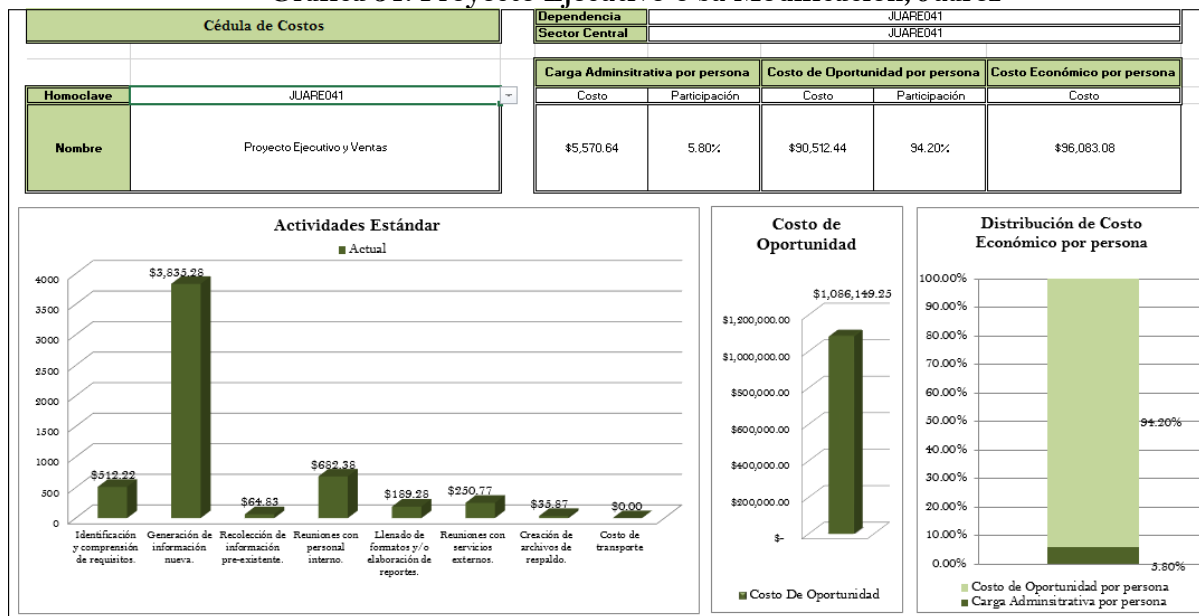 Gráfica 31. Proyecto Ejecutivo o su Modificación, Juárez
Cédula de Costos
Dependencia JUARE041
Sector Central JUARE041
Homoclave JUARE041
Nombre Proyecto Ejecutivo y Ventas
Carga Adminsitrativa por persona Costo de Oportunidad por persona Costo Económico por persona
Costo Participación Costo Participación Costo
$5,570.64 5.80% $90,512.44 94.20% $96,083.08
Actividades Estándar
Actual
4000
3500
3000
2500
2000
1500
1000
500
0
$512.22
$3,835.28
$64.83
$682.38
$189.28
$250.77
$35.87
$0.00
Identificación
y comprensión
de requisitos.
Generación de
información
nueva.
Recolección de
información
pre-existente.
Reuniones con
personal
interno.
Llenado de
formatos y/o
elaboración de
reportes.
Reuniones con
servicios
externos.
Creación de
archivos de
respaldo.
Costo de
transporte
Costo de
Oportunidad
$1,086,149.25
$1,200,000.00
$1,000,000.00
$800,000.00
$600,000.00
$400,000.00
$200,000.00
$-
Costo De Oportunidad
Distribución de Costo
Económico por persona
100.00%
90.00%
80.00%
70.00%
60.00%
50.00%
40.00%
30.00%
20.00%
10.00%
0.00%
94.20%
5.80%
Costo de Oportunidad por persona
Carga Adminsitrativa por persona